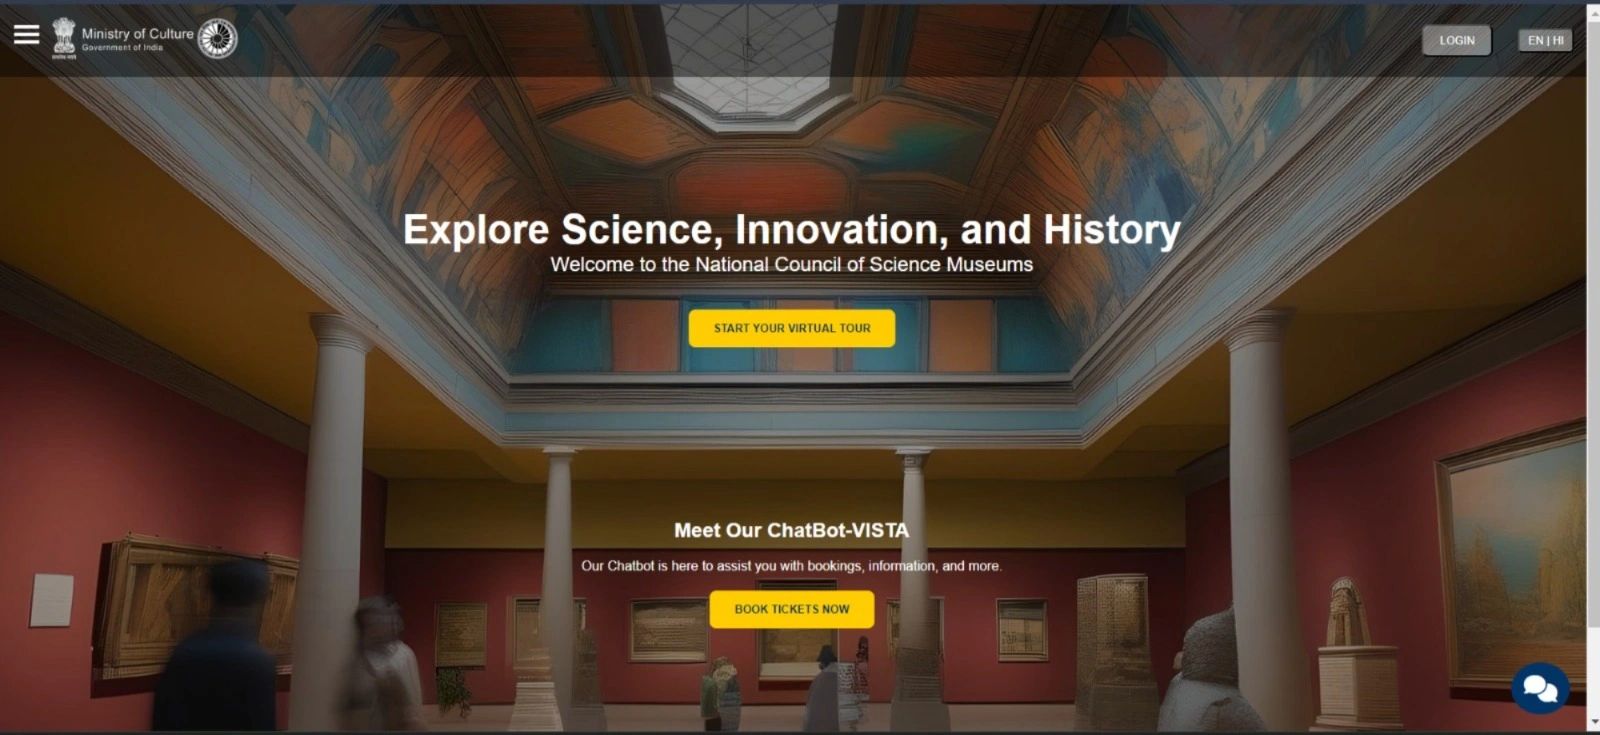 Ministry of Culture
Government of India
LOGIN
EN | HI
Explore Science, Innovation, and History
Welcome to the National Council of Science Museums
START YOUR VIRTUAL TOUR
Meet Our ChatBot-VISTA
Our Chatbot is here to assist you with bookings, information, and more.
BOOK TICKETS NOW